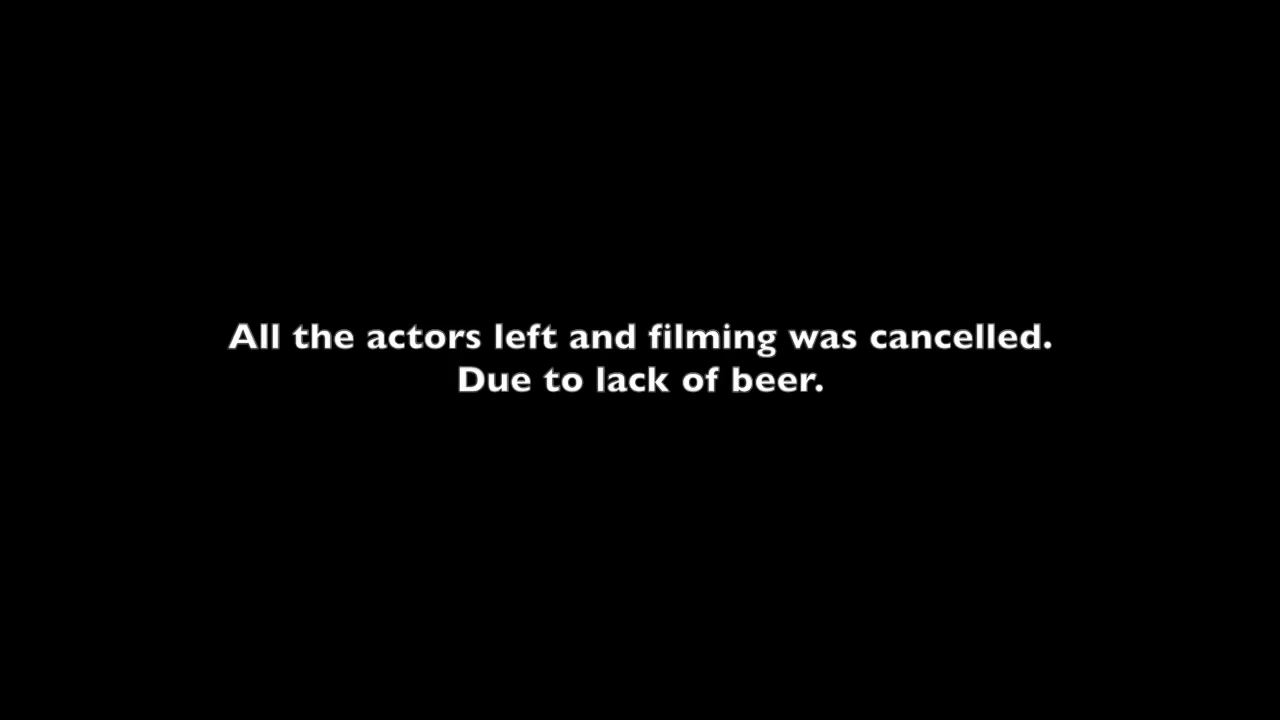 All the actors left and filming was cancelled.
Due to lack of beer.